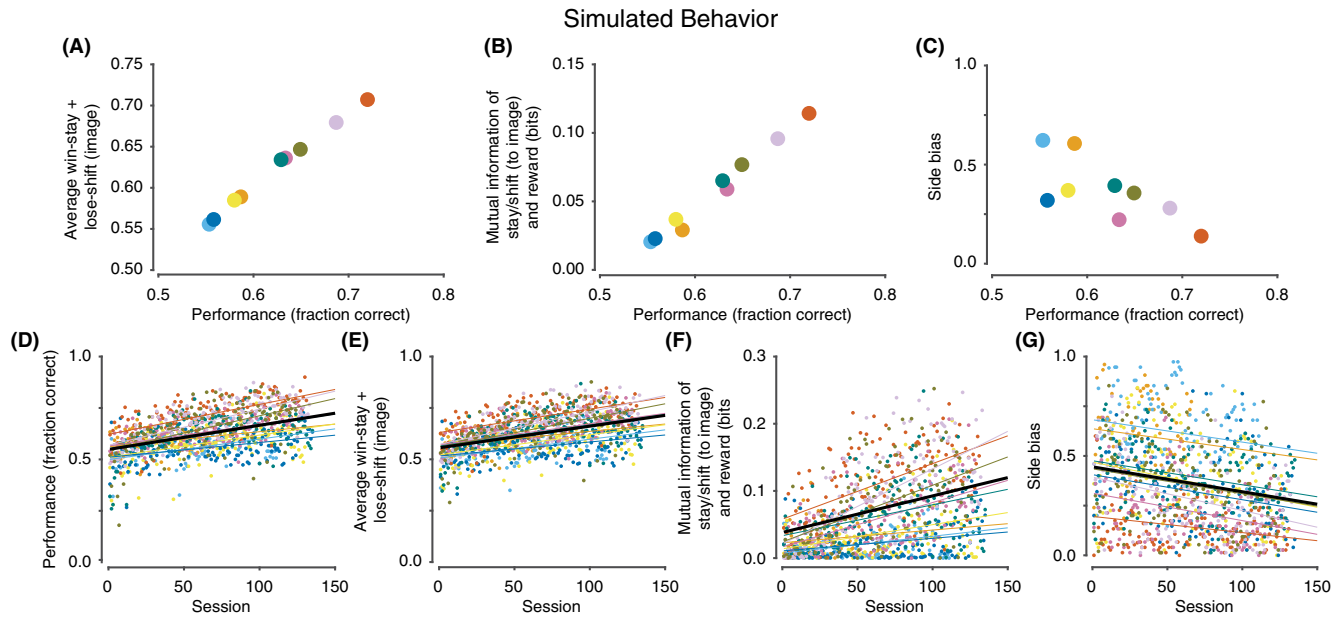 Simulated Behavior
(A)
Average win-stay +
lose-shift (image)
0.75
0.70
0.65
0.60
0.55
0.50
0.5 0.6 0.7 0.8
Performance (fraction correct)
(B)
Mutual information of
stay/shift (to image)
and reward (bits)
0.15
0.10
0.05
0.00
0.5 0.6 0.7 0.8
Performance (fraction correct)
(C)
Side bias
1.0
0.5
0.0
0.5 0.6 0.7 0.8
Performance (fraction correct)
(D)
Performance (fraction correct)
1.0
0.5
0.0
0 50 100 150
Session
(E)
Average win-stay +
lose-shift (image)
1.0
0.5
0.0
0 50 100 150
Session
(F)
Mutual information of
stay/shift (to image)
and reward (bits
0.3
0.2
0.1
0.0
0 50 100 150
Session
(G)
Side bias
1.0
0.5
0.0
0 50 100 150
Session